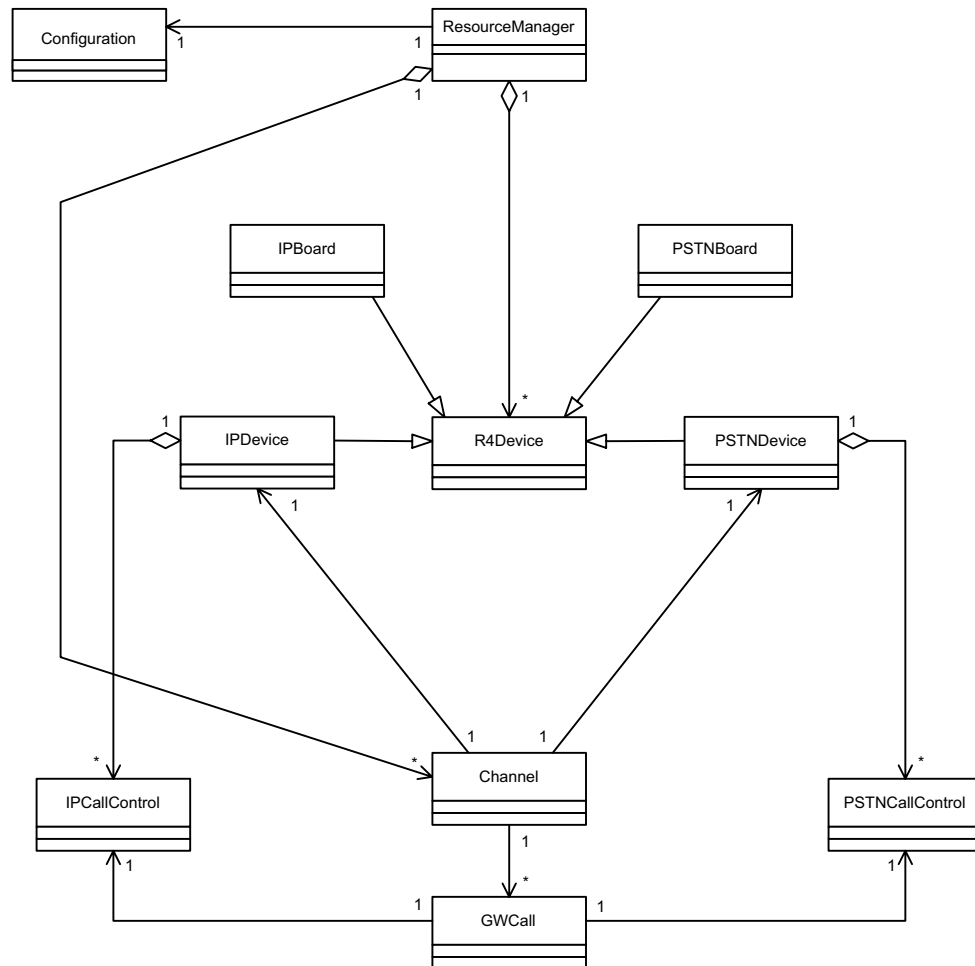 Configuration
ResourceManager
1
1
1
1
IPBoard
PSTNBoard
*
1
IPDevice
R4Device
PSTNDevice
1
1
1
1
1
*
*
Channel
*
IPCallControl
PSTNCallControl
1
1
1
*
1
1
GWCall